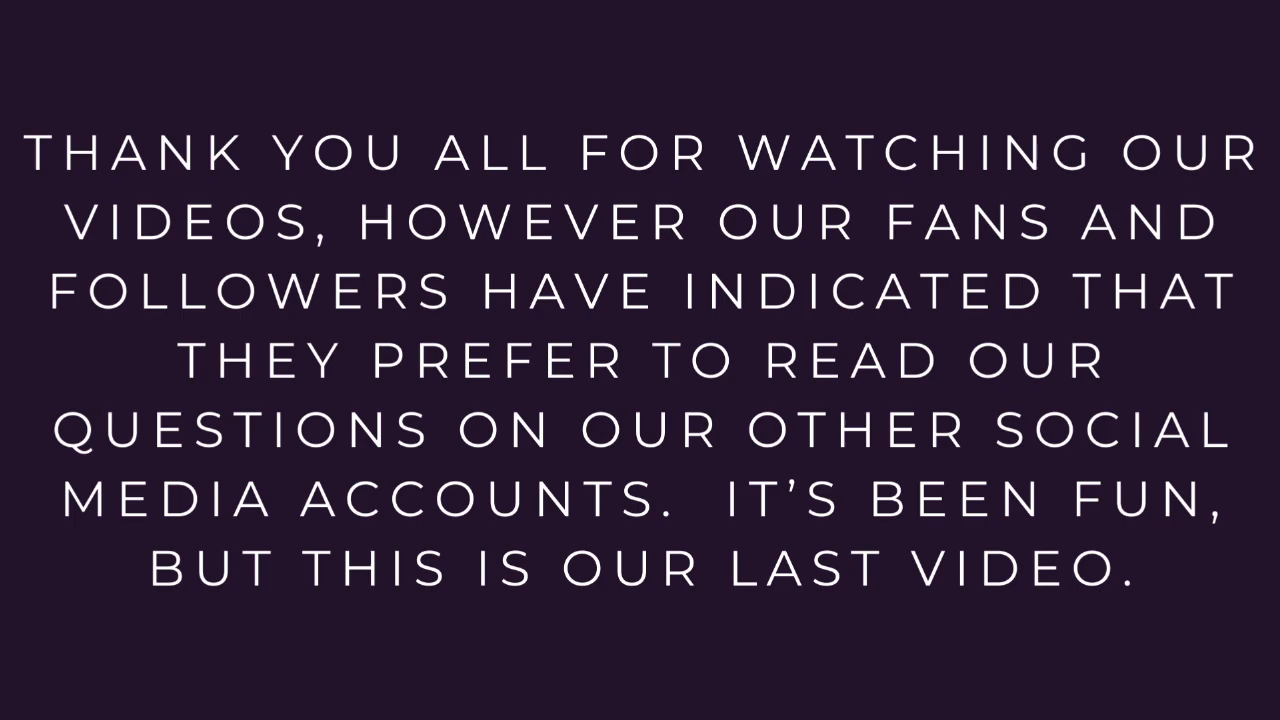 THANK YOU ALL FOR WATCHING OUR
VIDEOS, HOWEVER OUR FANS AND
FOLLOWERS HAVE INDICATED THAT
THEY PREFER TO READ OUR
QUESTIONS ON OUR OTHER SOCIAL
MEDIA ACCOUNTS.  IT’S BEEN FUN,
BUT THIS IS OUR LAST VIDEO.